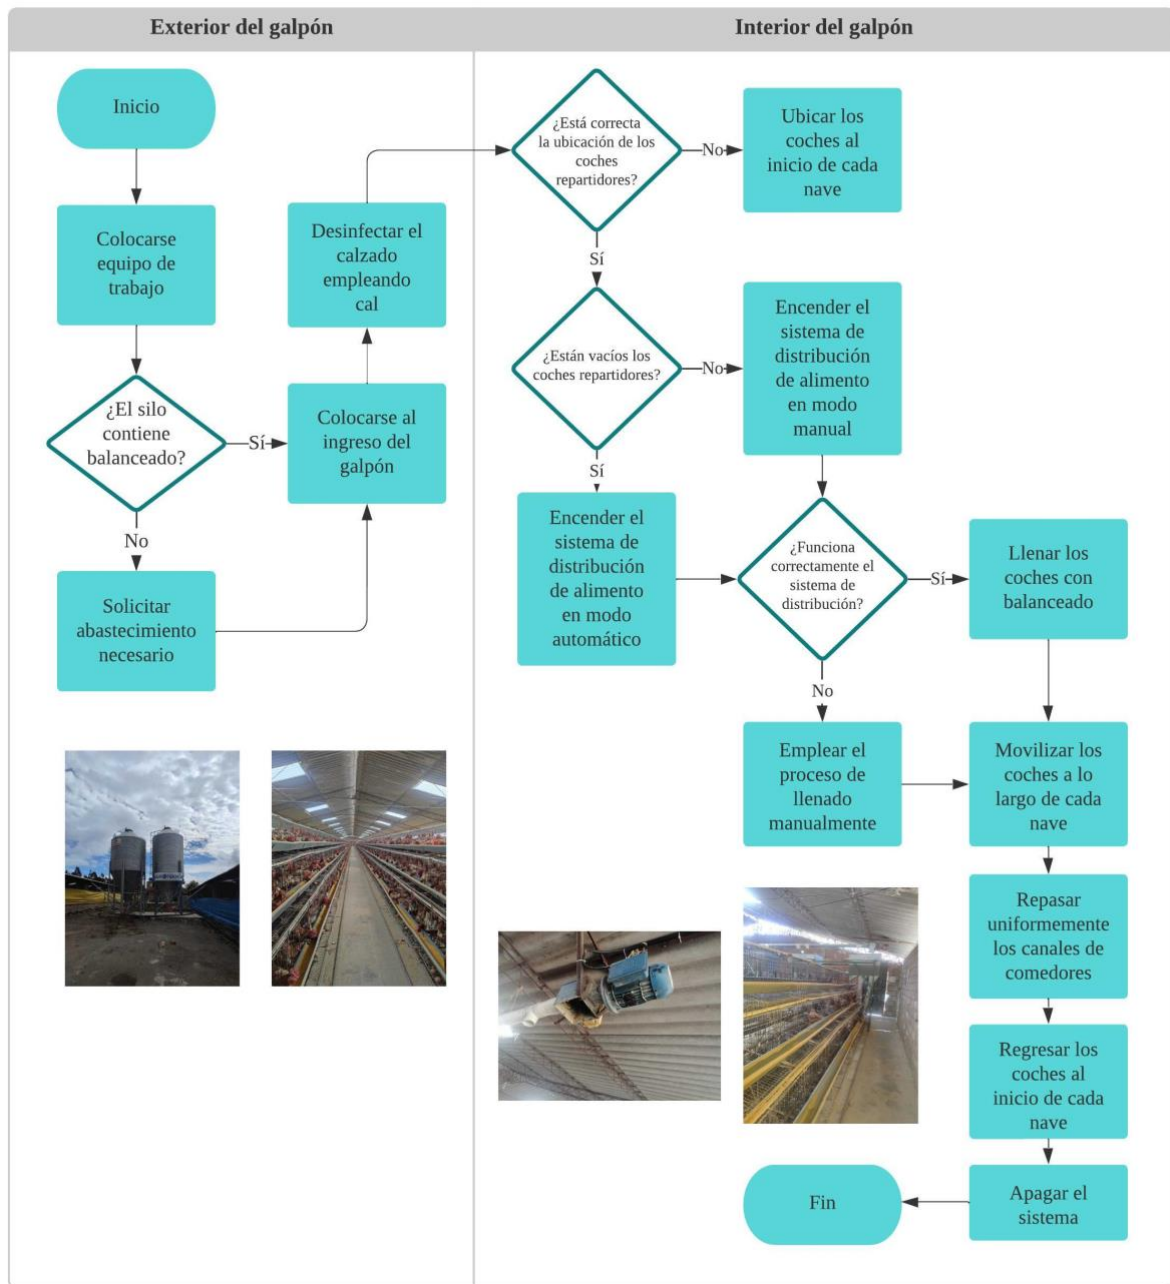 Exterior del galpón
Interior del galpón
Inicio
Colocarse
equipo de
trabajo
¿El silo
contiene
balanceado?
Sí
No
Solicitar
abastecimiento
necesario
Colocarse al
ingreso del
galpón
Desinfectar el
calzado
empleando
cal
¿Está correcta
la ubicación de los
coches
repartidores?
No
Ubicar los
coches al
inicio de cada
nave
Sí
¿Están vacíos los
coches repartidores?
No
Encender el
sistema de
distribución
de alimento
en modo
manual
Sí
Encender el
sistema de
distribución
de alimento
en modo
automático
¿Funciona
correctamente el
sistema de
distribución?
Sí
Llenar los
coches con
balanceado
No
Emplear el
proceso de
llenado
manualmente
Movilizar los
coches a lo
largo de cada
nave
Repasar
uniformemente
los canales de
comedores
Regresar los
coches al
inicio de cada
nave
Apagar el
sistema
Fin